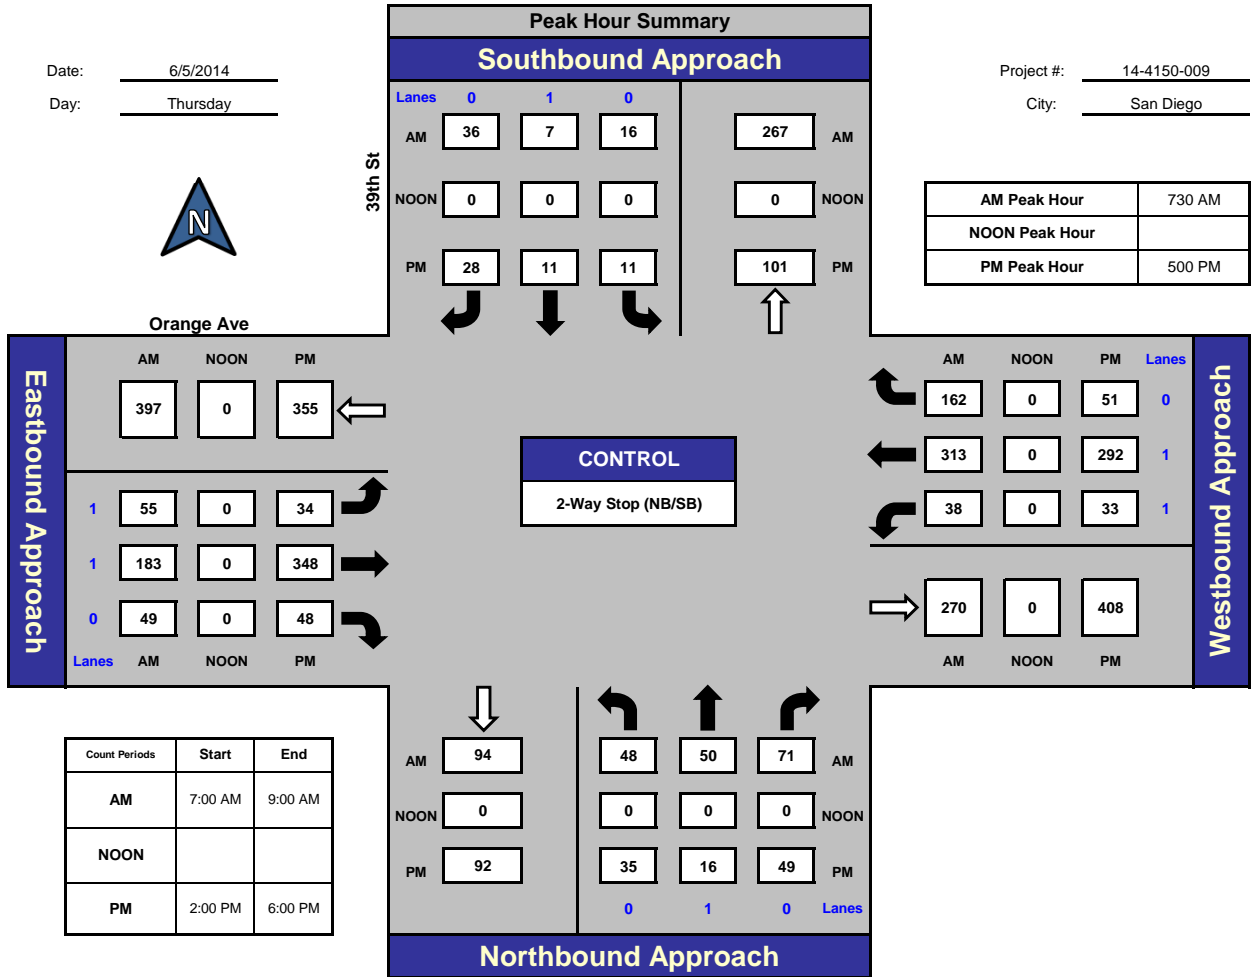 Peak Hour Summary
Southbound Approach
Date: 6/5/2014
Day: Thursday
Project #: 14-4150-009
City: San Diego
N
39th St
Lanes 0 1 0
AM 36 7 16 267 AM
NOON 0 0 0 0 NOON
PM 28 11 11 101 PM
AM Peak Hour 730 AM
NOON Peak Hour
PM Peak Hour 500 PM
Orange Ave
Eastbound Approach
AM NOON PM
397 0 355
1 55 0 34
1 183 0 348
0 49 0 48
Lanes AM NOON PM
CONTROL
2-Way Stop (NB/SB)
AM NOON PM Lanes
162 0 51 0
313 0 292 1
38 0 33 1
270 0 408
AM NOON PM
Westbound Approach
Count Periods Start End
AM 7:00 AM 9:00 AM
NOON
PM 2:00 PM 6:00 PM
AM 94 48 50 71 AM
NOON 0 0 0 0 NOON
PM 92 35 16 49 PM
0 1 0 Lanes
Northbound Approach